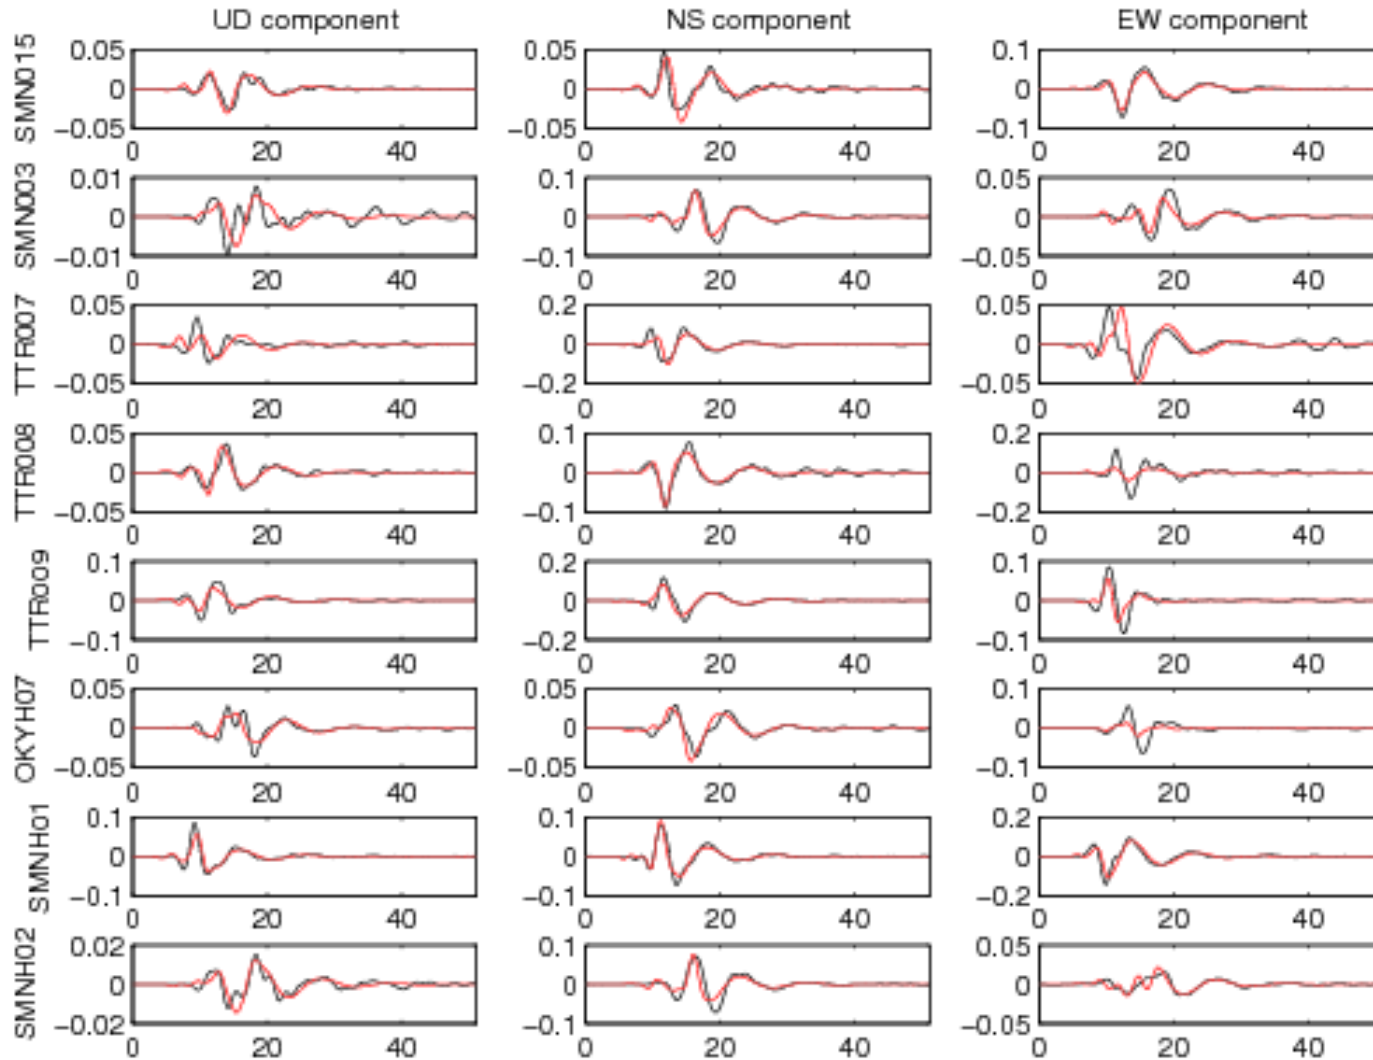 UD component NS component EW component
SMN015
0.05 0.05 0.1
0 0 0
−0.05 −0.05 −0.1
0 20 40 0 20 40 0 20 40
SMN003
0.01 0.1 0.05
0 0 0
−0.01 −0.1 −0.05
0 20 40 0 20 40 0 20 40
TTR007
0.05 0.2 0.05
0 0 0
−0.05 −0.2 −0.05
0 20 40 0 20 40 0 20 40
TTR008
0.05 0.1 0.2
0 0 0
−0.05 −0.1 −0.2
0 20 40 0 20 40 0 20 40
TTR009
0.1 0.2 0.1
0 0 0
−0.1 −0.2 −0.1
0 20 40 0 20 40 0 20 40
OKYH07
0.05 0.05 0.1
0 0 0
−0.05 −0.05 −0.1
0 20 40 0 20 40 0 20 40
SMNH01
0.1 0.1 0.2
0 0 0
−0.1 −0.1 −0.2
0 20 40 0 20 40 0 20 40
SMNH02
0.02 0.1 0.05
0 0 0
−0.02 −0.1 −0.05
0 20 40 0 20 40 0 20 40